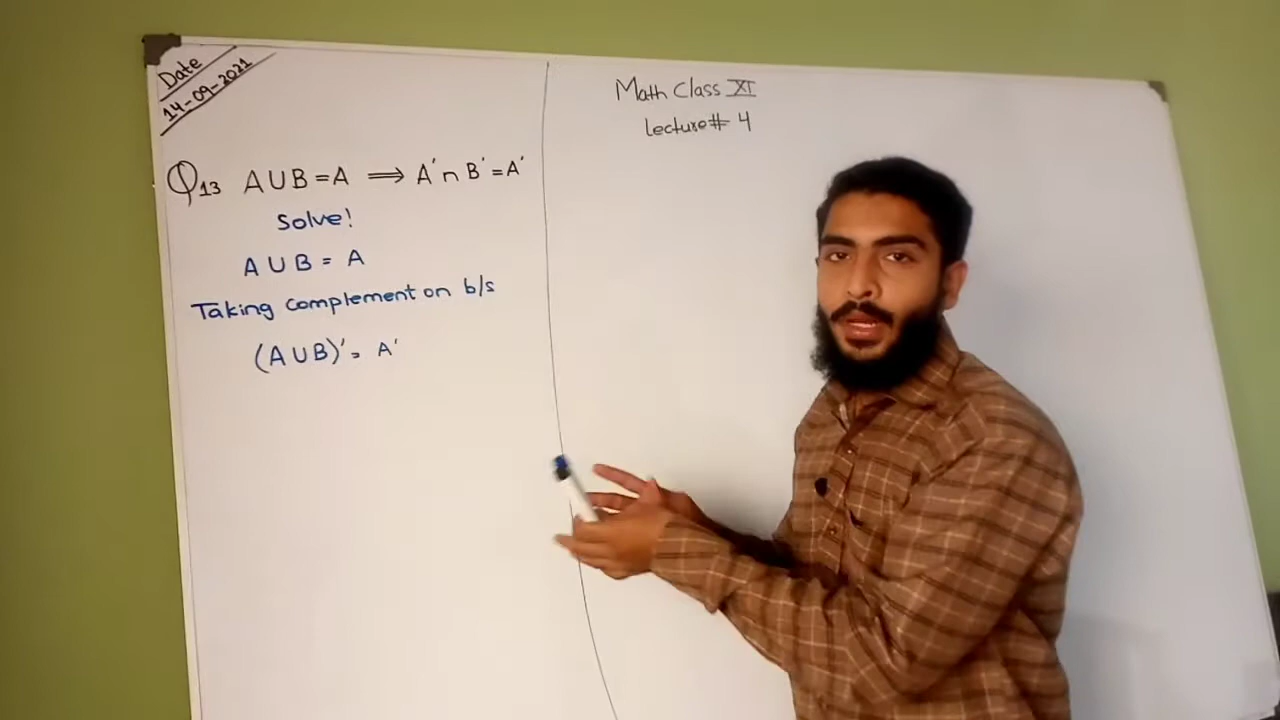 Date
14-09-2021
Math Class XI
Lecture# 4
Q13 A∪B=A ⟹ A′∩B′=A′
Solve!
A∪B=A
Taking complement on b/s
(A∪B)′=A′